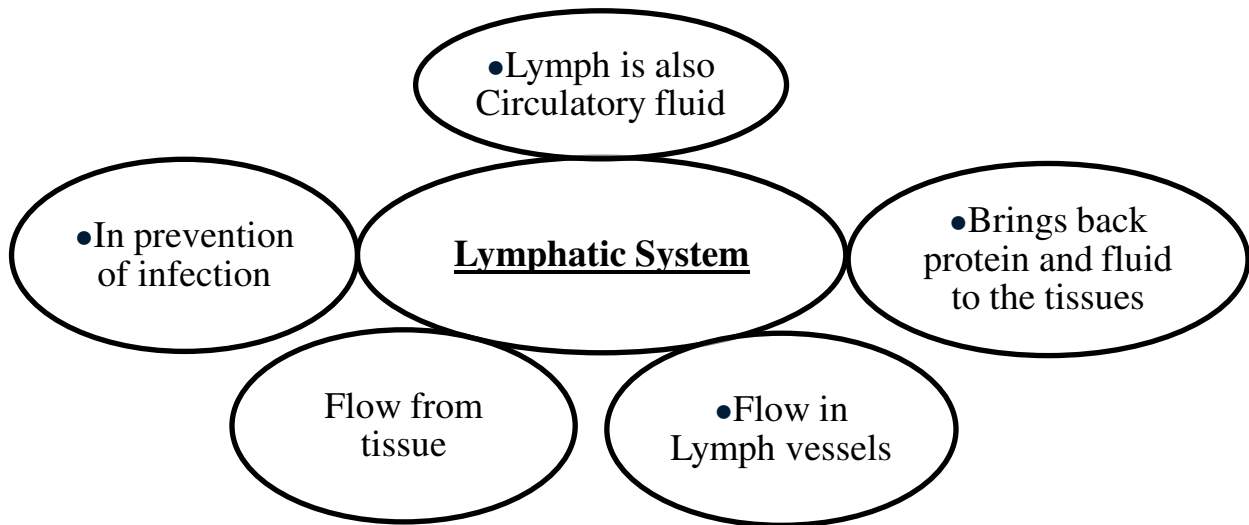 •Lymph is also
Circulatory fluid
•In prevention
of infection
Lymphatic System
•Brings back
protein and fluid
to the tissues
Flow from
tissue
•Flow in
Lymph vessels